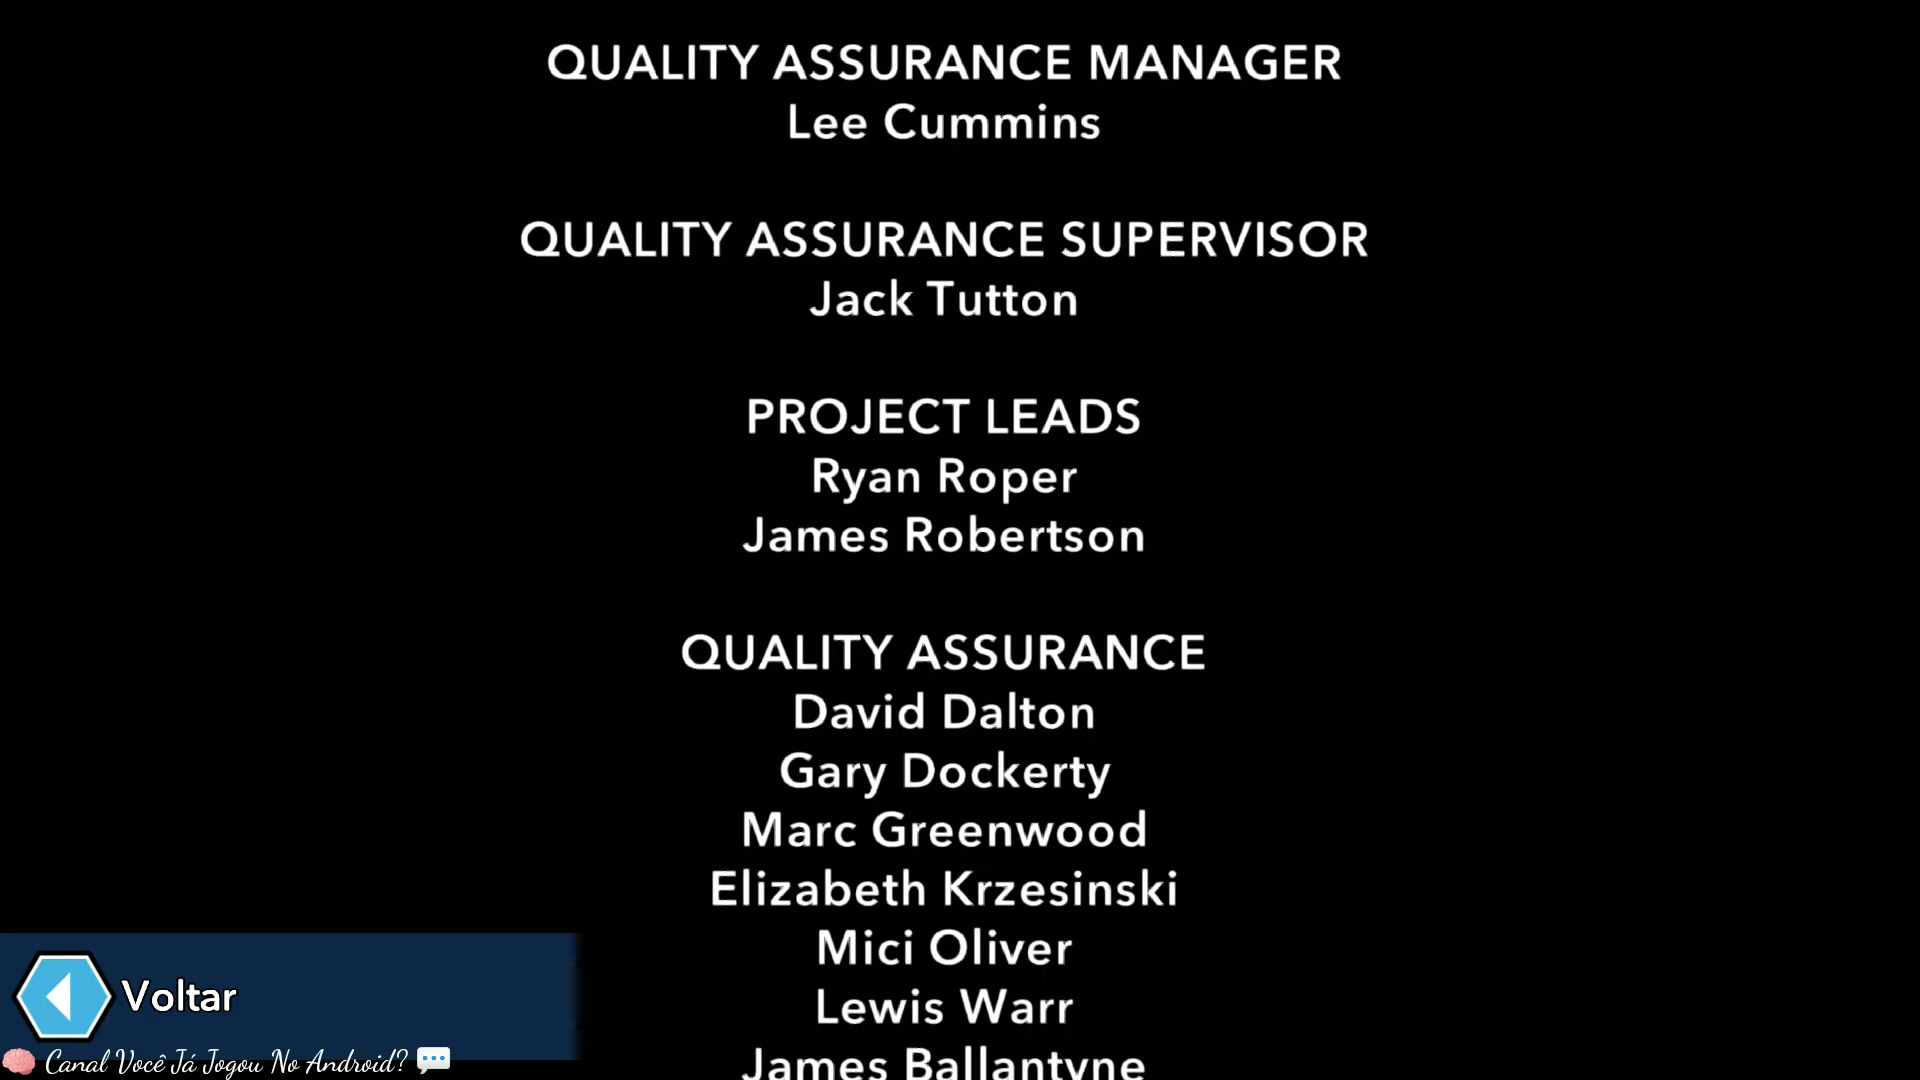 QUALITY ASSURANCE MANAGER
Lee Cummins
QUALITY ASSURANCE SUPERVISOR
Jack Tutton
PROJECT LEADS
Ryan Roper
James Robertson
QUALITY ASSURANCE
David Dalton
Gary Dockerty
Marc Greenwood
Elizabeth Krzesinski
Mici Oliver
Lewis Warr
James Ballantyne
Voltar
🧠 Canal Você Já Jogou No Android? 💬